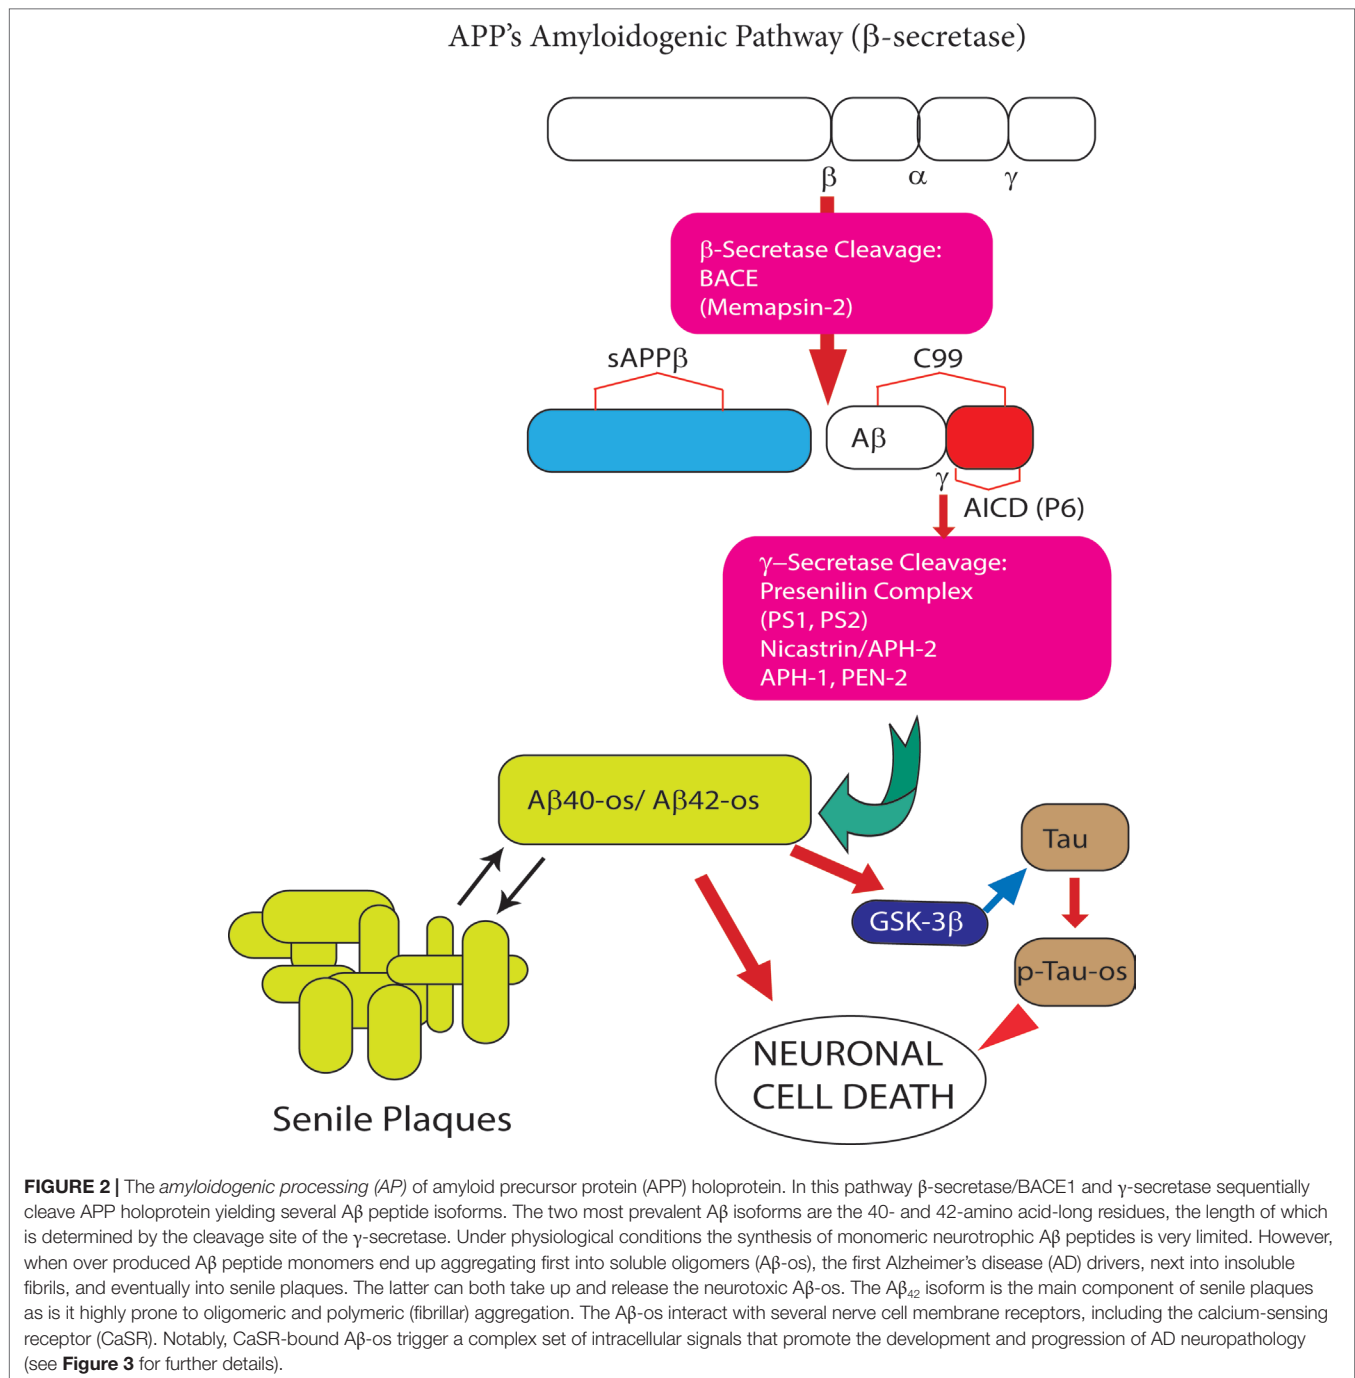 APP's Amyloidogenic Pathway (β-secretase)
β α γ
β-Secretase Cleavage:
BACE
(Memapsin-2)
sAPPβ
C99
Aβ
γ
AICD (P6)
γ–Secretase Cleavage:
Presenilin Complex
(PS1, PS2)
Nicastrin/APH-2
APH-1, PEN-2
Aβ40-os/ Aβ42-os
Tau
GSK-3β
p-Tau-os
NEURONAL
CELL DEATH
Senile Plaques
FIGURE 2 | The amyloidogenic processing (AP) of amyloid precursor protein (APP) holoprotein. In this pathway β-secretase/BACE1 and γ-secretase sequentially
cleave APP holoprotein yielding several Aβ peptide isoforms. The two most prevalent Aβ isoforms are the 40- and 42-amino acid-long residues, the length of which
is determined by the cleavage site of the γ-secretase. Under physiological conditions the synthesis of monomeric neurotrophic Aβ peptides is very limited. However,
when over produced Aβ peptide monomers end up aggregating first into soluble oligomers (Aβ-os), the first Alzheimer's disease (AD) drivers, next into insoluble
fibrils, and eventually into senile plaques. The latter can both take up and release the neurotoxic Aβ-os. The Aβ₄₂ isoform is the main component of senile plaques
as is it highly prone to oligomeric and polymeric (fibrillar) aggregation. The Aβ-os interact with several nerve cell membrane receptors, including the calcium-sensing
receptor (CaSR). Notably, CaSR-bound Aβ-os trigger a complex set of intracellular signals that promote the development and progression of AD neuropathology
(see Figure 3 for further details).